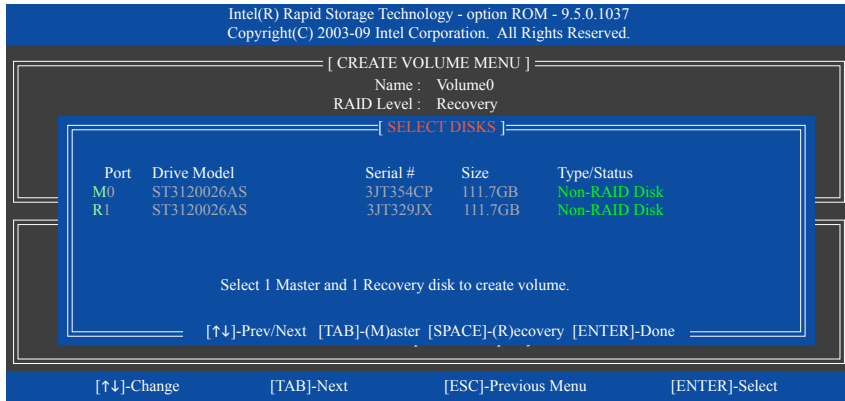 Intel(R) Rapid Storage Technology - option ROM - 9.5.0.1037
Copyright(C) 2003-09 Intel Corporation. All Rights Reserved.
[ CREATE VOLUME MENU ]
Name : Volume0
RAID Level : Recovery
[ SELECT DISKS ]
Port Drive Model Serial # Size Type/Status
M0 ST3120026AS 3JT354CP 111.7GB Non-RAID Disk
R1 ST3120026AS 3JT329JX 111.7GB Non-RAID Disk
Select 1 Master and 1 Recovery disk to create volume.
[↑↓]-Prev/Next [TAB]-(M)aster [SPACE]-(R)ecovery [ENTER]-Done
[↑↓]-Change [TAB]-Next [ESC]-Previous Menu [ENTER]-Select